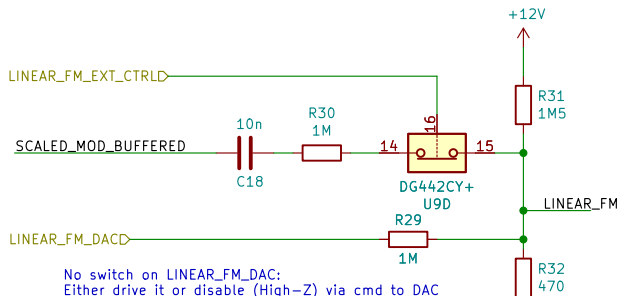 +12V
LINEAR_FM_EXT_CTRL
R31
1M5
R30
1M
10n
16
14
15
SCALED_MOD_BUFFERED
C18
DG442CY+
U9D
LINEAR_FM
R29
LINEAR_FM_DAC
1M
R32
470
No switch on LINEAR_FM_DAC:
Either drive it or disable (High-Z) via cmd to DAC